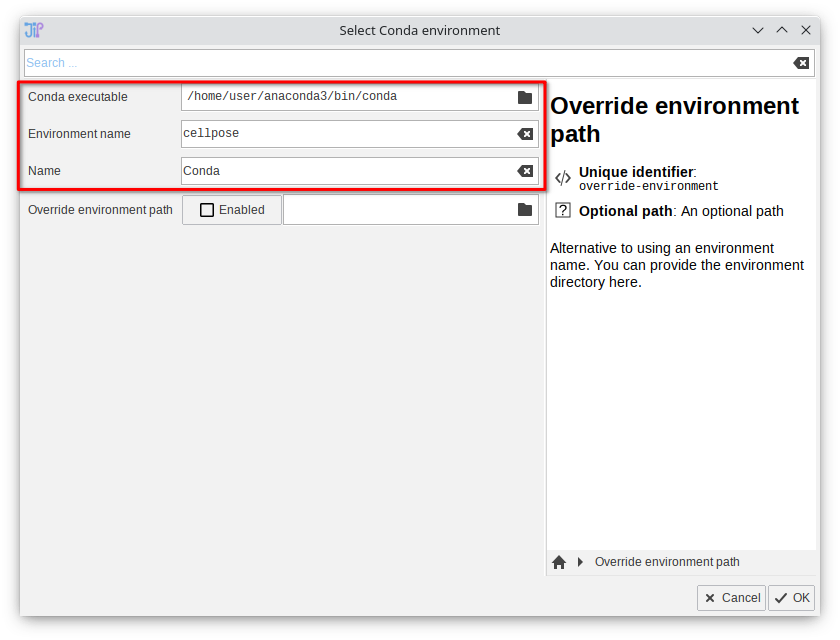 JIP
Select Conda environment
Search ...
Conda executable
/home/user/anaconda3/bin/conda
Environment name
cellpose
Name
Conda
Override environment path
Enabled
Override environment
path
Unique identifier:
override-environment
Optional path: An optional path
Alternative to using an environment
name. You can provide the environment
directory here.
Override environment path
Cancel
OK